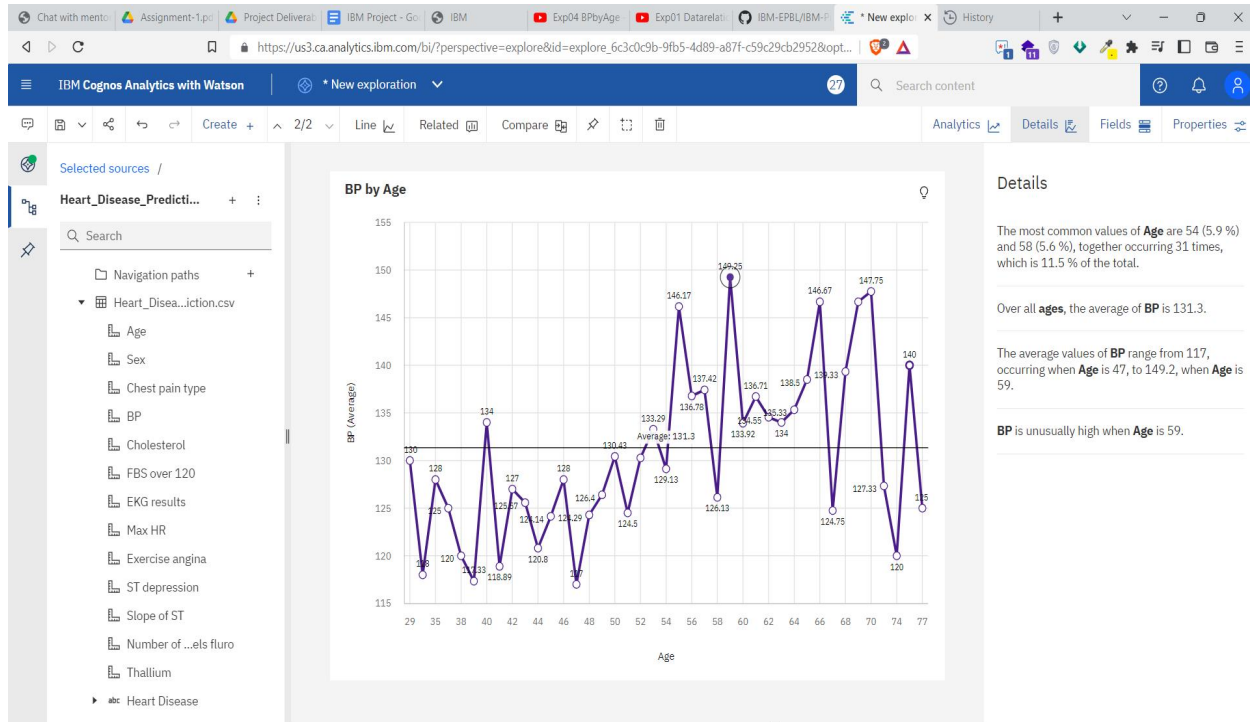 Chat with mento
Assignment-1.pd
Project Deliverat
IBM Project - Go
IBM
Exp04 BPbyAge
Exp01 Datarelati
IBM-EPBL/IBM-P
* New explor
History
https://us3.ca.analytics.ibm.com/bi/?perspective=explore&id=explore_6c3c0c9b-9fb5-4d89-a87f-c59c29cb2952&opt...
1
11
IBM Cognos Analytics with Watson
* New exploration
27
Search content
Create +
2/2
Line
Related
Compare
Analytics
Details
Fields
Properties
Selected sources /
Heart_Disease_Predicti...
Search
Navigation paths
Heart_Disea...iction.csv
Age
Sex
Chest pain type
BP
Cholesterol
FBS over 120
EKG results
Max HR
Exercise angina
ST depression
Slope of ST
Number of ...els fluro
Thallium
abc Heart Disease
BP by Age
BP (Average)
155
150
145
140
135
130
125
120
115
130
118
128
125
120
117.33
134
118.89
127
125.67
120.8
124.14
128
117
124.29
126.4
130.43
124.5
133.29
Average: 131.3
129.13
146.17
136.78
137.42
126.13
149.25
133.92
136.71
134.55
134
135.33
138.5
146.67
124.75
139.33
147.75
127.33
120
140
125
29 35 38 40 42 44 46 48 50 52 54 56 58 60 62 64 66 68 70 74 77
Age
Details
The most common values of Age are 54 (5.9 %)
and 58 (5.6 %), together occurring 31 times,
which is 11.5 % of the total.
Over all ages, the average of BP is 131.3.
The average values of BP range from 117,
occurring when Age is 47, to 149.2, when Age is
59.
BP is unusually high when Age is 59.